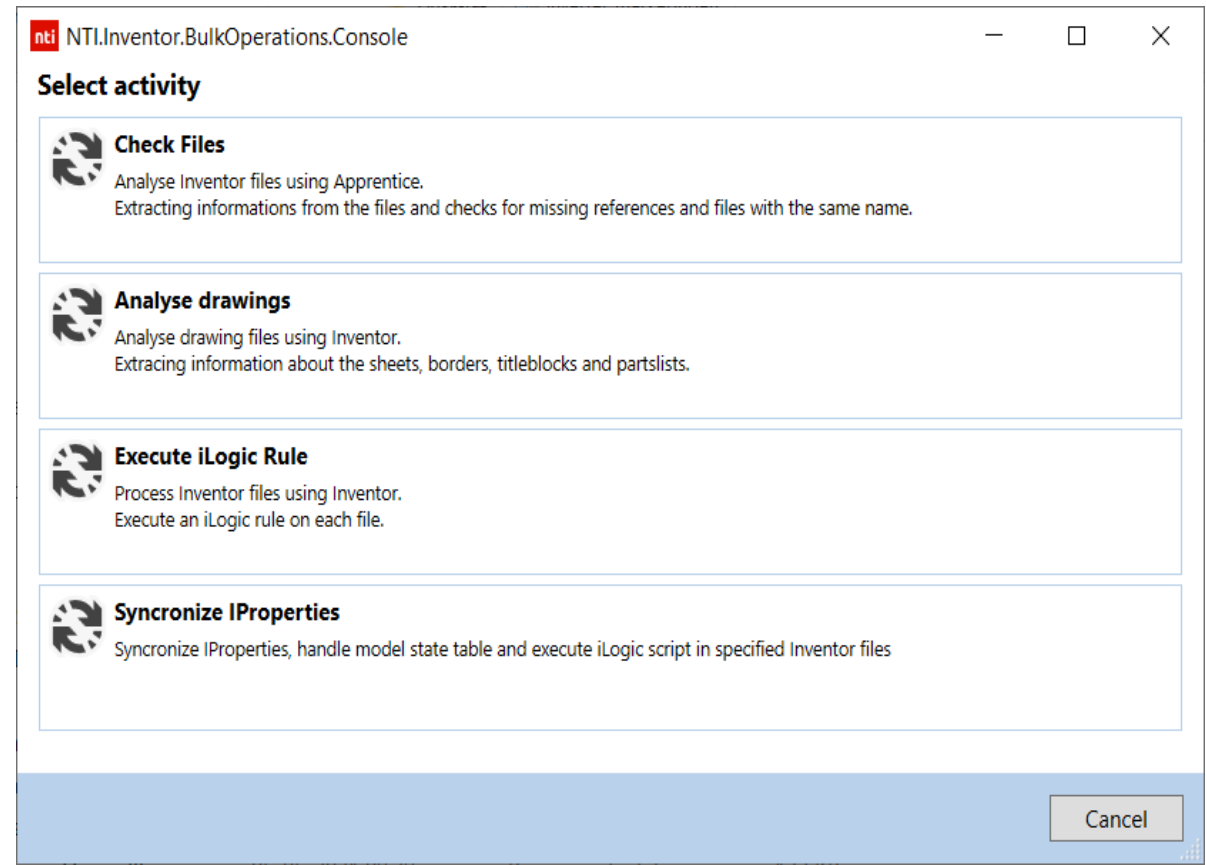 nti NTI.Inventor.BulkOperations.Console
Select activity
Check Files
Analyse Inventor files using Apprentice.
Extracting informations from the files and checks for missing references and files with the same name.
Analyse drawings
Analyse drawing files using Inventor.
Extracing information about the sheets, borders, titleblocks and partslists.
Execute iLogic Rule
Process Inventor files using Inventor.
Execute an iLogic rule on each file.
Syncronize IProperties
Syncronize IProperties, handle model state table and execute iLogic script in specified Inventor files
Cancel